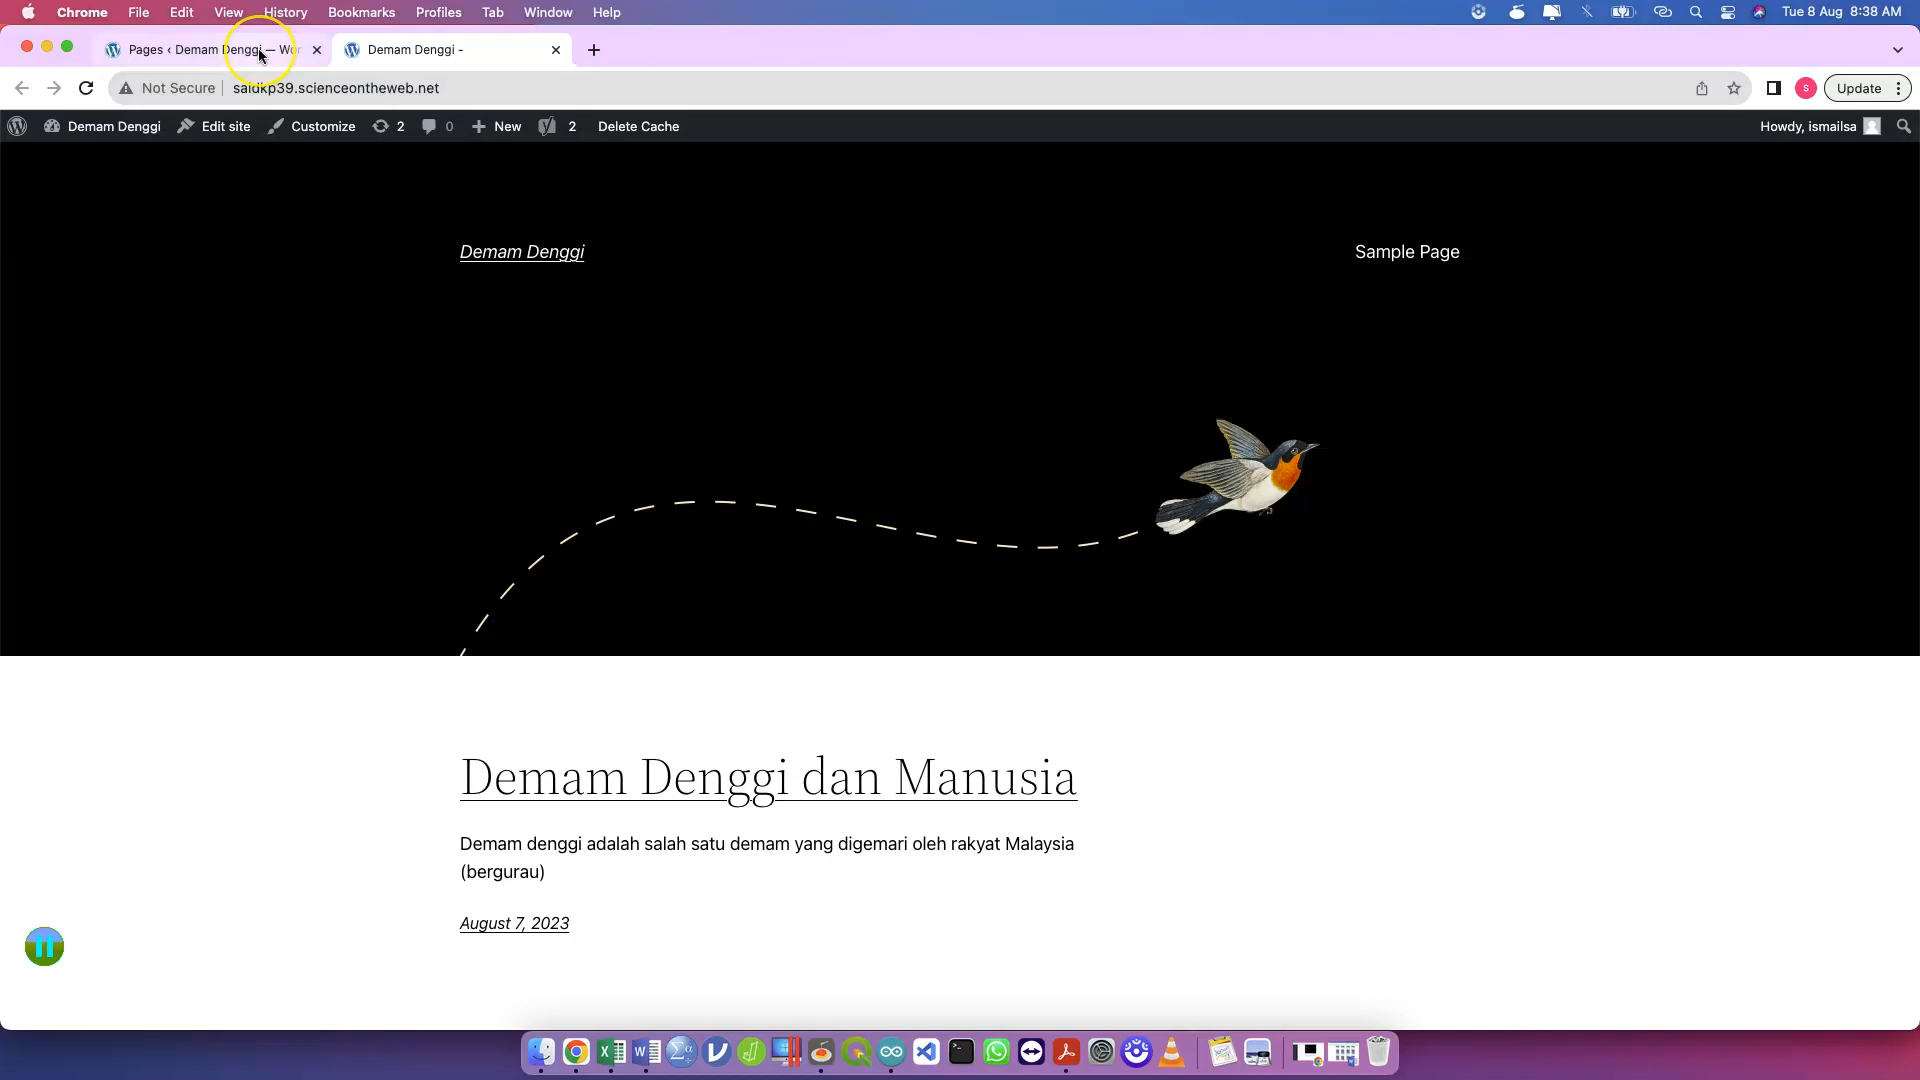 Chrome File Edit View History Bookmarks Profiles Tab Window Help Tue 8 Aug 8:38 AM
Pages ‹ Demam Denggi — Wor Demam Denggi -
Not Secure saidkp39.scienceontheweb.net S Update
Demam Denggi Edit site Customize 2 0 New 2 Delete Cache Howdy, ismailsa
Demam Denggi Sample Page
Demam Denggi dan Manusia
Demam denggi adalah salah satu demam yang digemari oleh rakyat Malaysia
(bergurau)
August 7, 2023